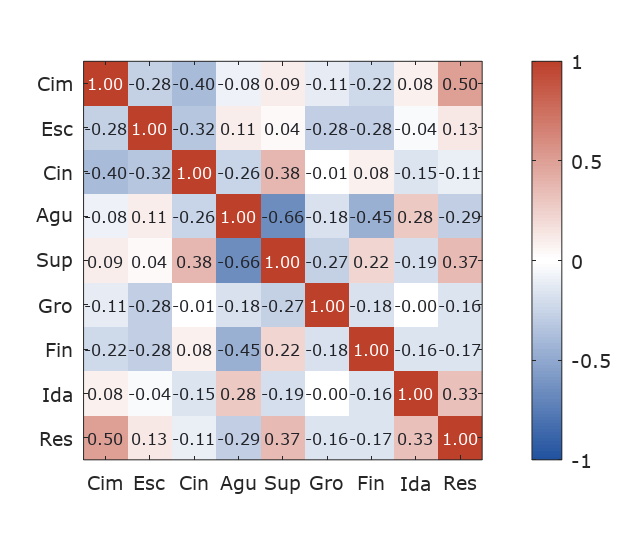 Cim 1.00 -0.28 -0.40 -0.08 0.09 -0.11 -0.22 0.08 0.50
Esc -0.28 1.00 -0.32 0.11 0.04 -0.28 -0.28 -0.04 0.13
Cin -0.40 -0.32 1.00 -0.26 0.38 -0.01 0.08 -0.15 -0.11
Agu -0.08 0.11 -0.26 1.00 -0.66 -0.18 -0.45 0.28 -0.29
Sup 0.09 0.04 0.38 -0.66 1.00 -0.27 0.22 -0.19 0.37
Gro -0.11 -0.28 -0.01 -0.18 -0.27 1.00 -0.18 -0.00 -0.16
Fin -0.22 -0.28 0.08 -0.45 0.22 -0.18 1.00 -0.16 -0.17
Ida 0.08 -0.04 -0.15 0.28 -0.19 -0.00 -0.16 1.00 0.33
Res 0.50 0.13 -0.11 -0.29 0.37 -0.16 -0.17 0.33 1.00
Cim Esc Cin Agu Sup Gro Fin Ida Res
1
0.5
0
-0.5
-1